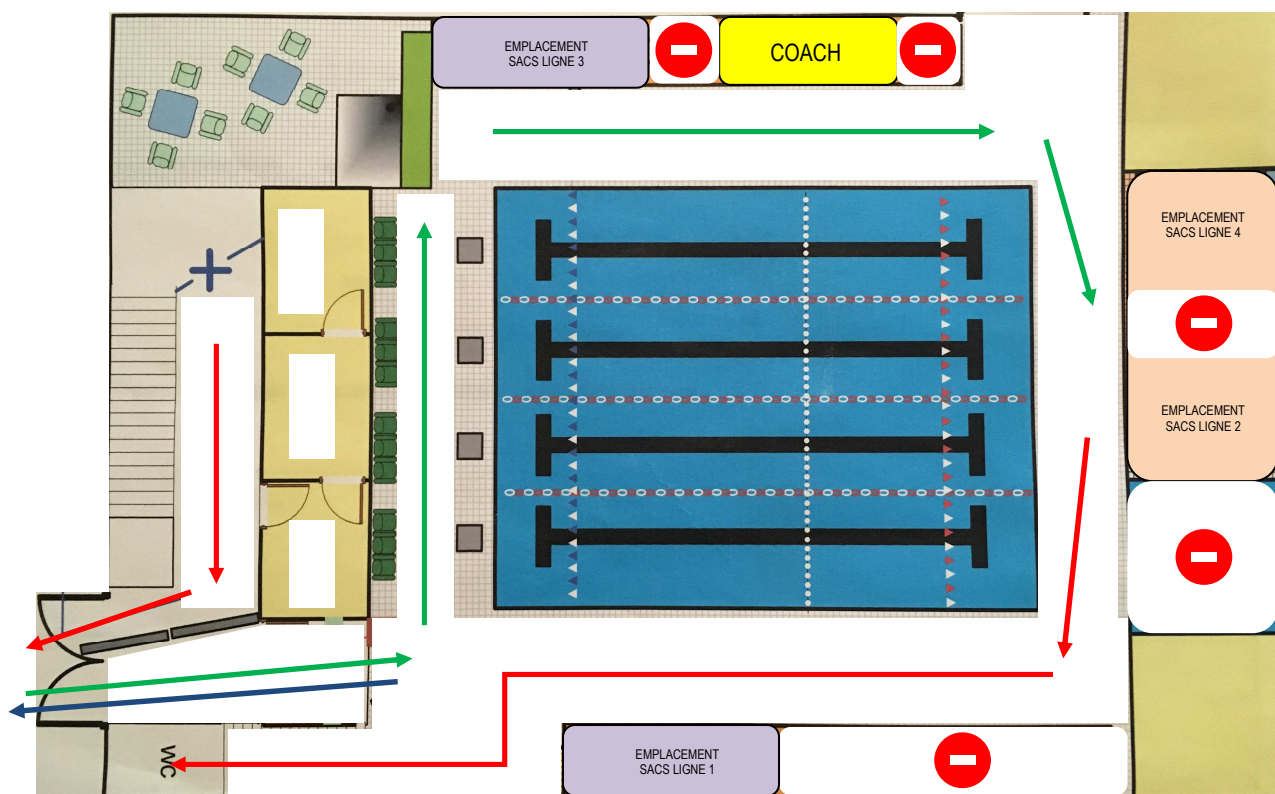 EMPLACEMENT
SACS LIGNE 3
COACH
EMPLACEMENT
SACS LIGNE 4
EMPLACEMENT
SACS LIGNE 2
WC
EMPLACEMENT
SACS LIGNE 1